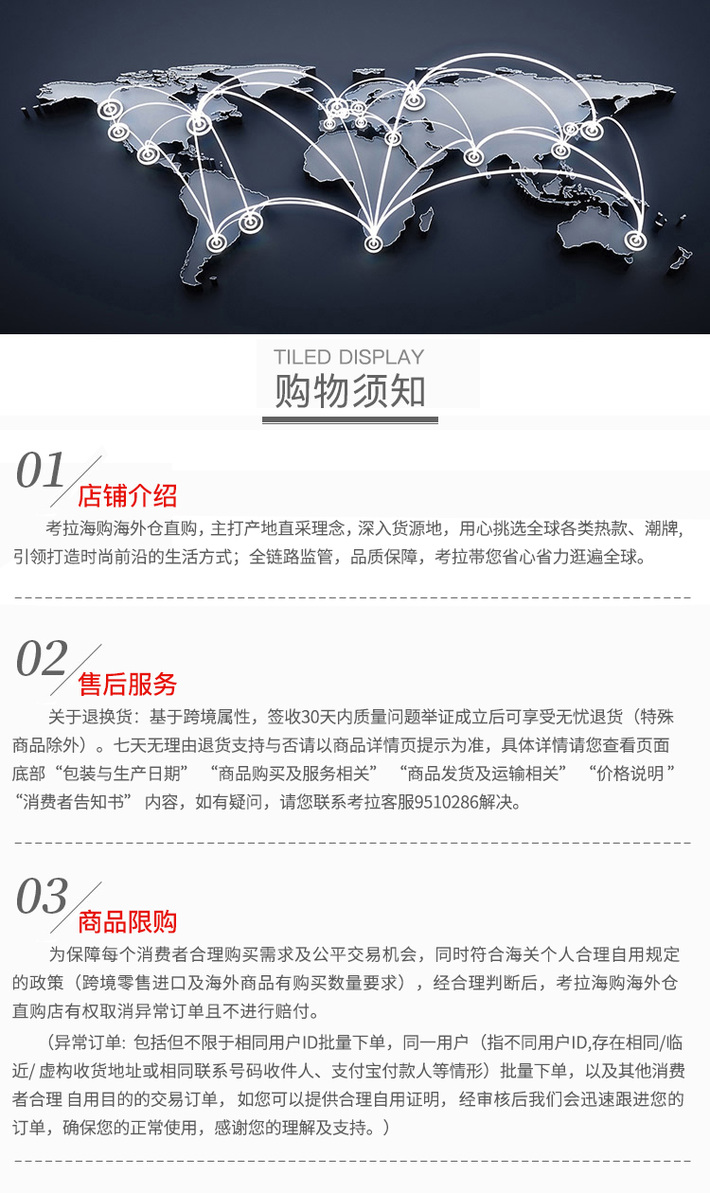 TILED DISPLAY
购物须知
01
店铺介绍
考拉海购海外仓直购，主打产地直采理念，深入货源地，用心挑选全球各类热款、潮牌，
引领打造时尚前沿的生活方式；全链路监管，品质保障，考拉带您省心省力逛遍全球。
02
售后服务
关于退换货：基于跨境属性，签收30天内质量问题举证成立后可享受无忧退货（特殊
商品除外）。七天无理由退货支持与否请以商品详情页提示为准，具体详情请您查看页面
底部“包装与生产日期” “商品购买及服务相关” “商品发货及运输相关” “价格说明”
“消费者告知书” 内容，如有疑问，请您联系考拉客服9510286解决。
03
商品限购
为保障每个消费者合理购买需求及公平交易机会，同时符合海关个人合理自用规定
的政策（跨境零售进口及海外商品有购买数量要求），经合理判断后，考拉海购海外仓
直购店有权取消异常订单且不进行赔付。
（异常订单: 包括但不限于相同用户ID批量下单，同一用户（指不同用户ID,存在相同/临
近/ 虚构收货地址或相同联系号码收件人、支付宝付款人等情形）批量下单，以及其他消费
者合理 自用目的的交易订单， 如您可以提供合理自用证明， 经审核后我们会迅速跟进您的
订单，确保您的正常使用，感谢您的理解及支持。）